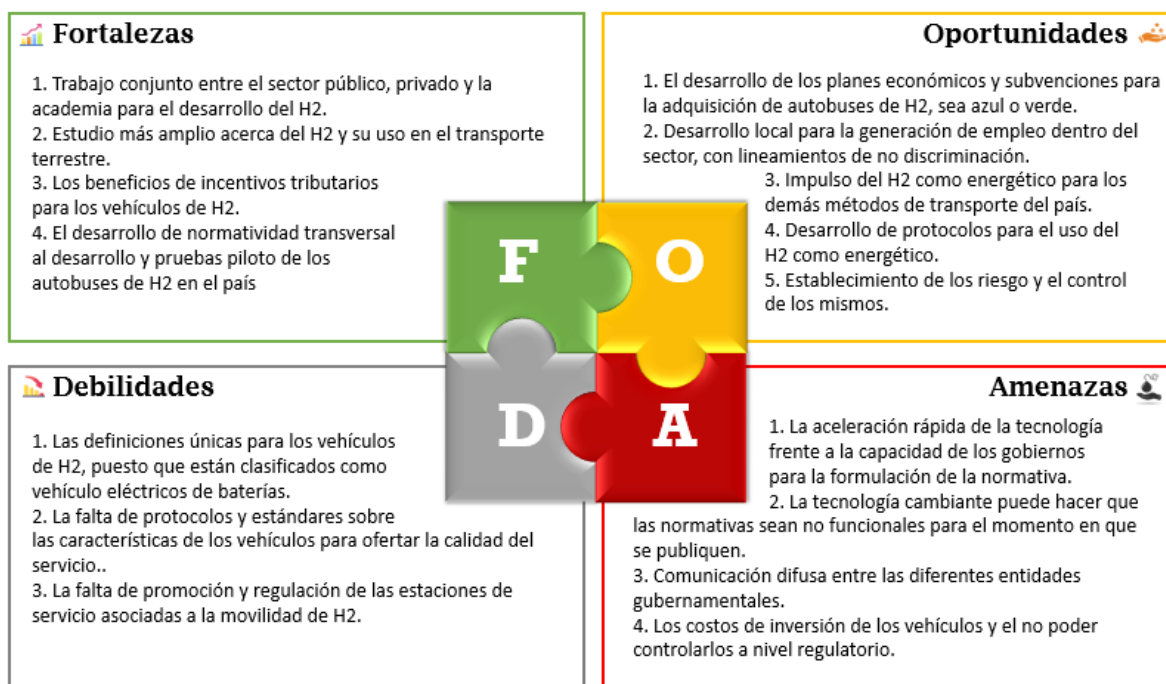 Fortalezas
1. Trabajo conjunto entre el sector público, privado y la
academia para el desarrollo del H2.
2. Estudio más amplio acerca del H2 y su uso en el transporte
terrestre.
3. Los beneficios de incentivos tributarios
para los vehículos de H2.
4. El desarrollo de normatividad transversal
al desarrollo y pruebas piloto de los
autobuses de H2 en el país
Oportunidades
1. El desarrollo de los planes económicos y subvenciones para
la adquisición de autobuses de H2, sea azul o verde.
2. Desarrollo local para la generación de empleo dentro del
sector, con lineamientos de no discriminación.
3. Impulso del H2 como energético para los
demás métodos de transporte del país.
4. Desarrollo de protocolos para el uso del
H2 como energético.
5. Establecimiento de los riesgo y el control
de los mismos.
F
O
D
A
Debilidades
1. Las definiciones únicas para los vehículos
de H2, puesto que están clasificados como
vehículo eléctricos de baterías.
2. La falta de protocolos y estándares sobre
las características de los vehículos para ofertar la calidad del
servicio..
3. La falta de promoción y regulación de las estaciones de
servicio asociadas a la movilidad de H2.
Amenazas
1. La aceleración rápida de la tecnología
frente a la capacidad de los gobiernos
para la formulación de la normativa.
2. La tecnología cambiante puede hacer que
las normativas sean no funcionales para el momento en que
se publiquen.
3. Comunicación difusa entre las diferentes entidades
gubernamentales.
4. Los costos de inversión de los vehículos y el no poder
controlarlos a nivel regulatorio.